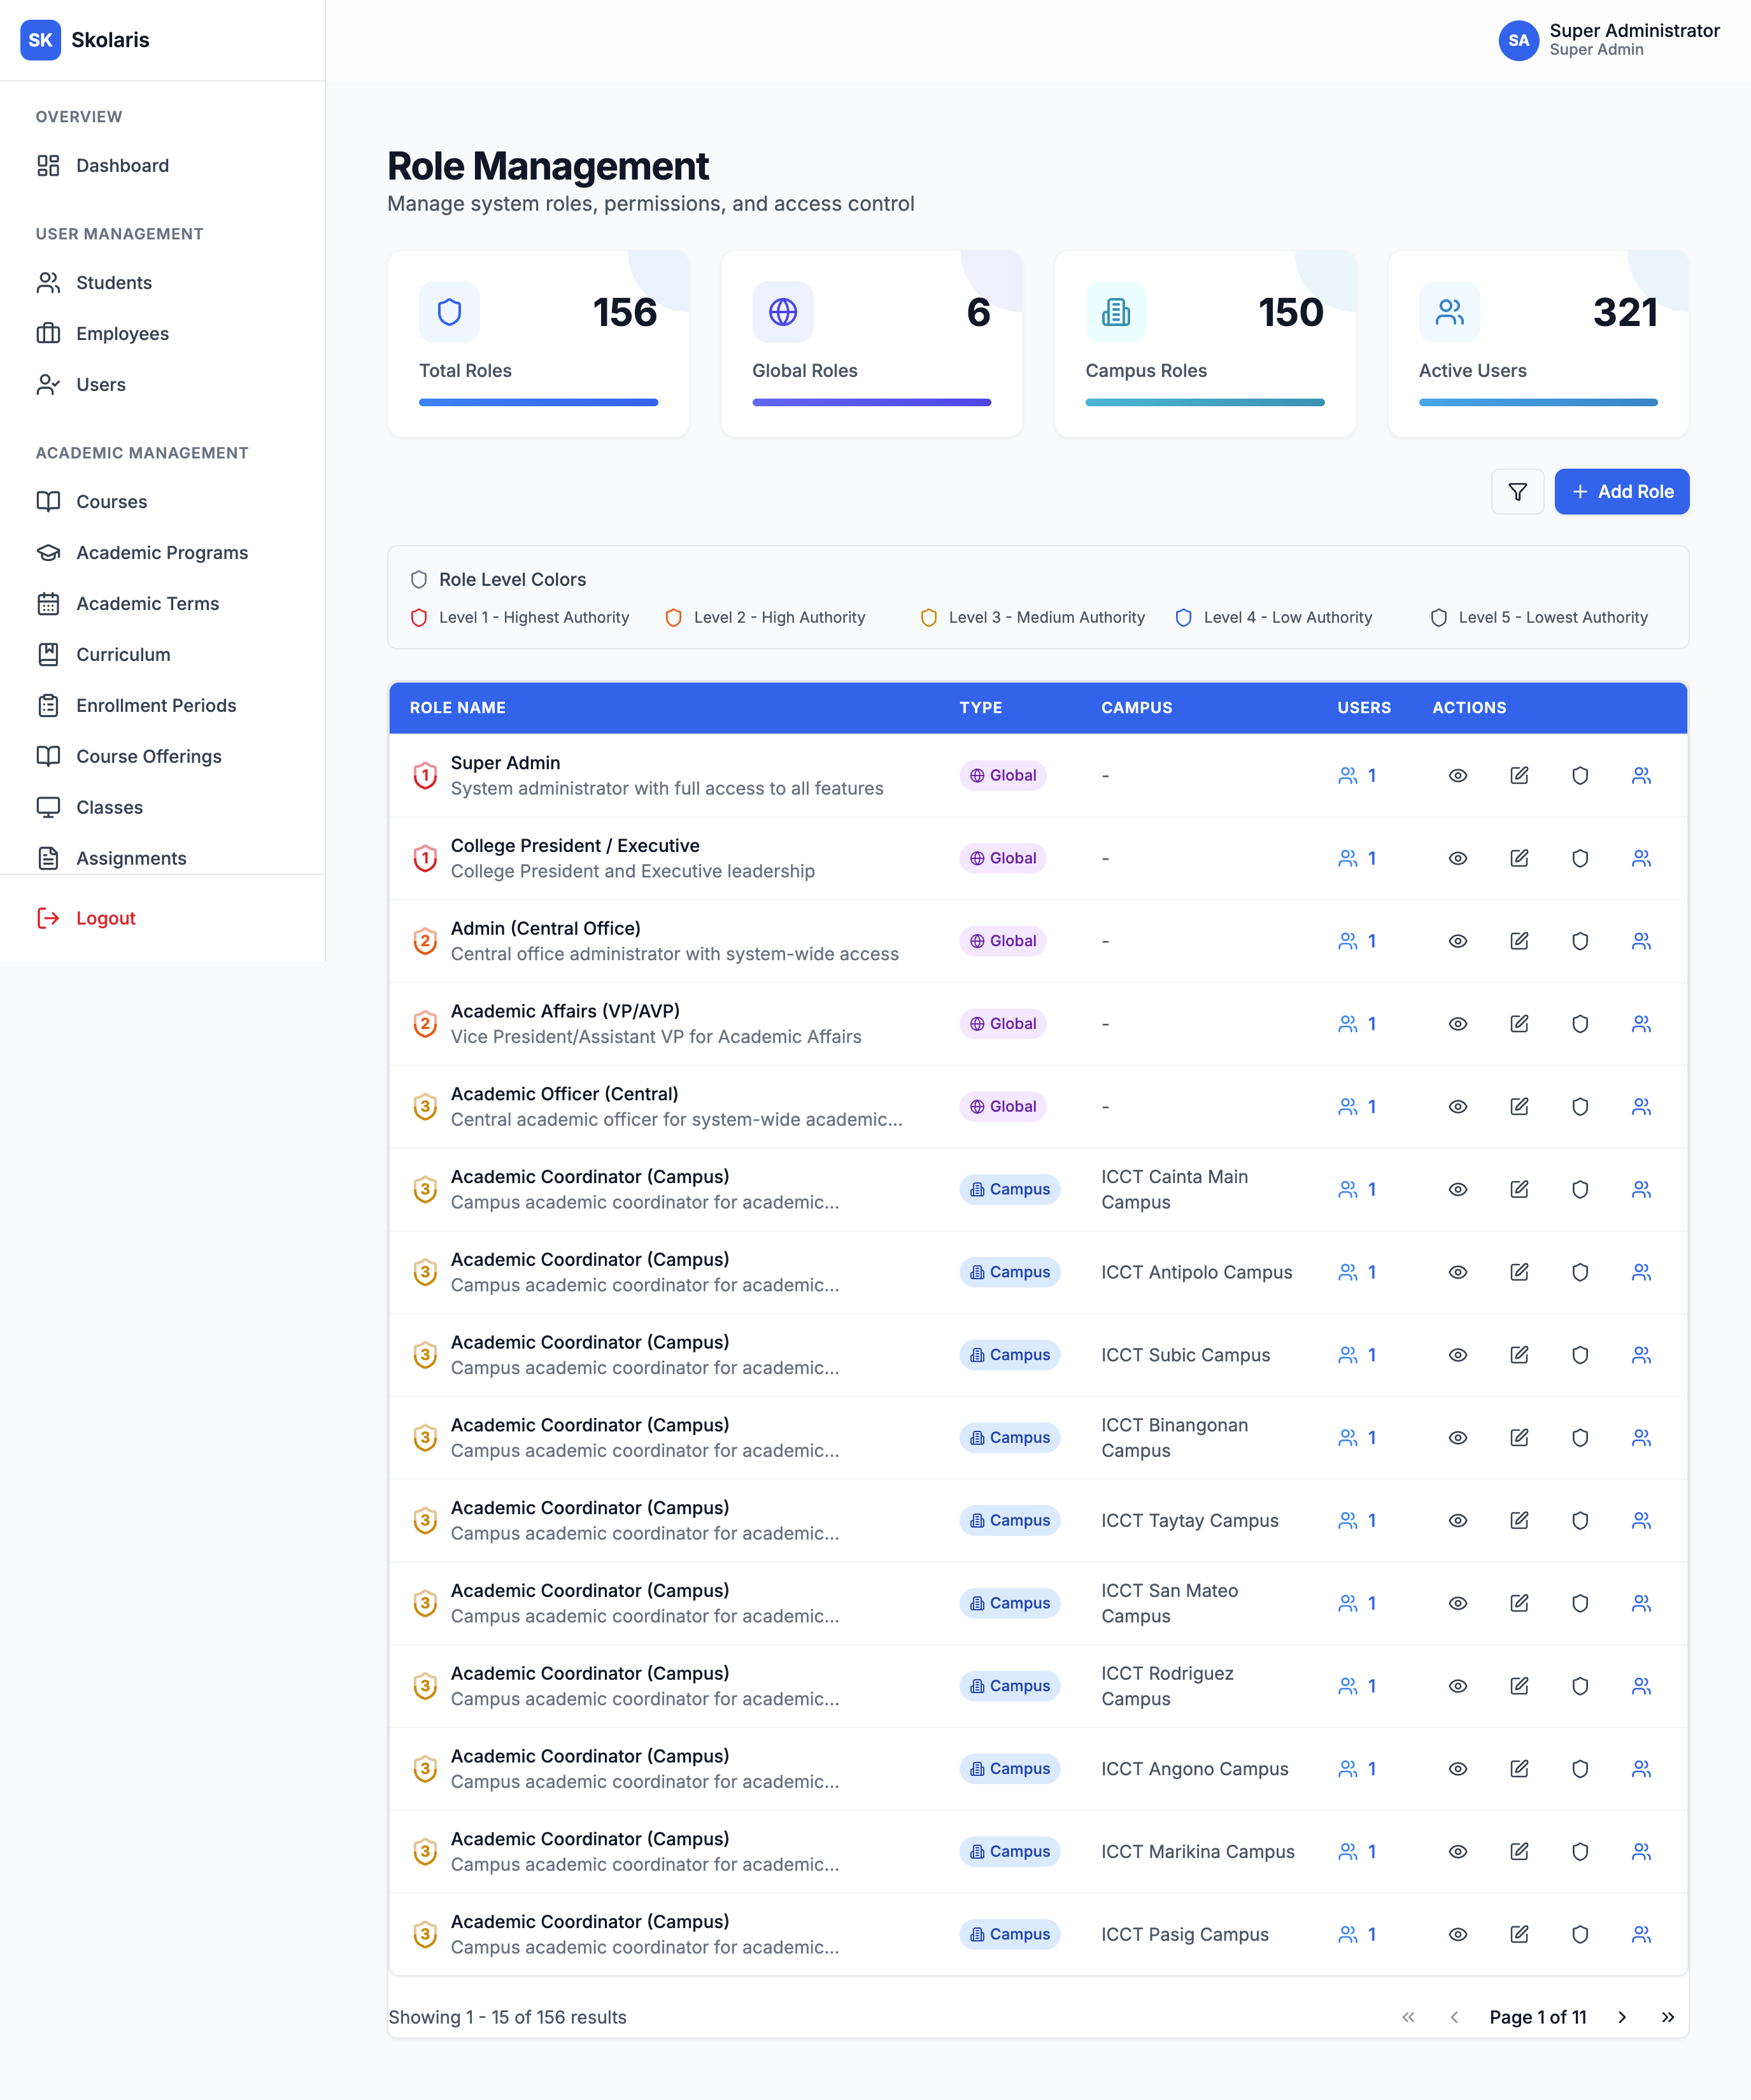 SK Skolaris
SA Super Administrator
Super Admin
OVERVIEW
Dashboard
USER MANAGEMENT
Students
Employees
Users
ACADEMIC MANAGEMENT
Courses
Academic Programs
Academic Terms
Curriculum
Enrollment Periods
Course Offerings
Classes
Assignments
Logout
Role Management
Manage system roles, permissions, and access control
156
Total Roles
6
Global Roles
150
Campus Roles
321
Active Users
+ Add Role
Role Level Colors
Level 1 - Highest Authority Level 2 - High Authority Level 3 - Medium Authority Level 4 - Low Authority Level 5 - Lowest Authority
ROLE NAME TYPE CAMPUS USERS ACTIONS
1 Super Admin
System administrator with full access to all features
Global - 1
1 College President / Executive
College President and Executive leadership
Global - 1
2 Admin (Central Office)
Central office administrator with system-wide access
Global - 1
2 Academic Affairs (VP/AVP)
Vice President/Assistant VP for Academic Affairs
Global - 1
3 Academic Officer (Central)
Central academic officer for system-wide academic...
Global - 1
3 Academic Coordinator (Campus)
Campus academic coordinator for academic...
Campus
ICCT Cainta Main
Campus
1
3 Academic Coordinator (Campus)
Campus academic coordinator for academic...
Campus ICCT Antipolo Campus 1
3 Academic Coordinator (Campus)
Campus academic coordinator for academic...
Campus ICCT Subic Campus 1
3 Academic Coordinator (Campus)
Campus academic coordinator for academic...
Campus
ICCT Binangonan
Campus
1
3 Academic Coordinator (Campus)
Campus academic coordinator for academic...
Campus ICCT Taytay Campus 1
3 Academic Coordinator (Campus)
Campus academic coordinator for academic...
Campus
ICCT San Mateo
Campus
1
3 Academic Coordinator (Campus)
Campus academic coordinator for academic...
Campus
ICCT Rodriguez
Campus
1
3 Academic Coordinator (Campus)
Campus academic coordinator for academic...
Campus ICCT Angono Campus 1
3 Academic Coordinator (Campus)
Campus academic coordinator for academic...
Campus ICCT Marikina Campus 1
3 Academic Coordinator (Campus)
Campus academic coordinator for academic...
Campus ICCT Pasig Campus 1
Showing 1 - 15 of 156 results
« ‹ Page 1 of 11 › »